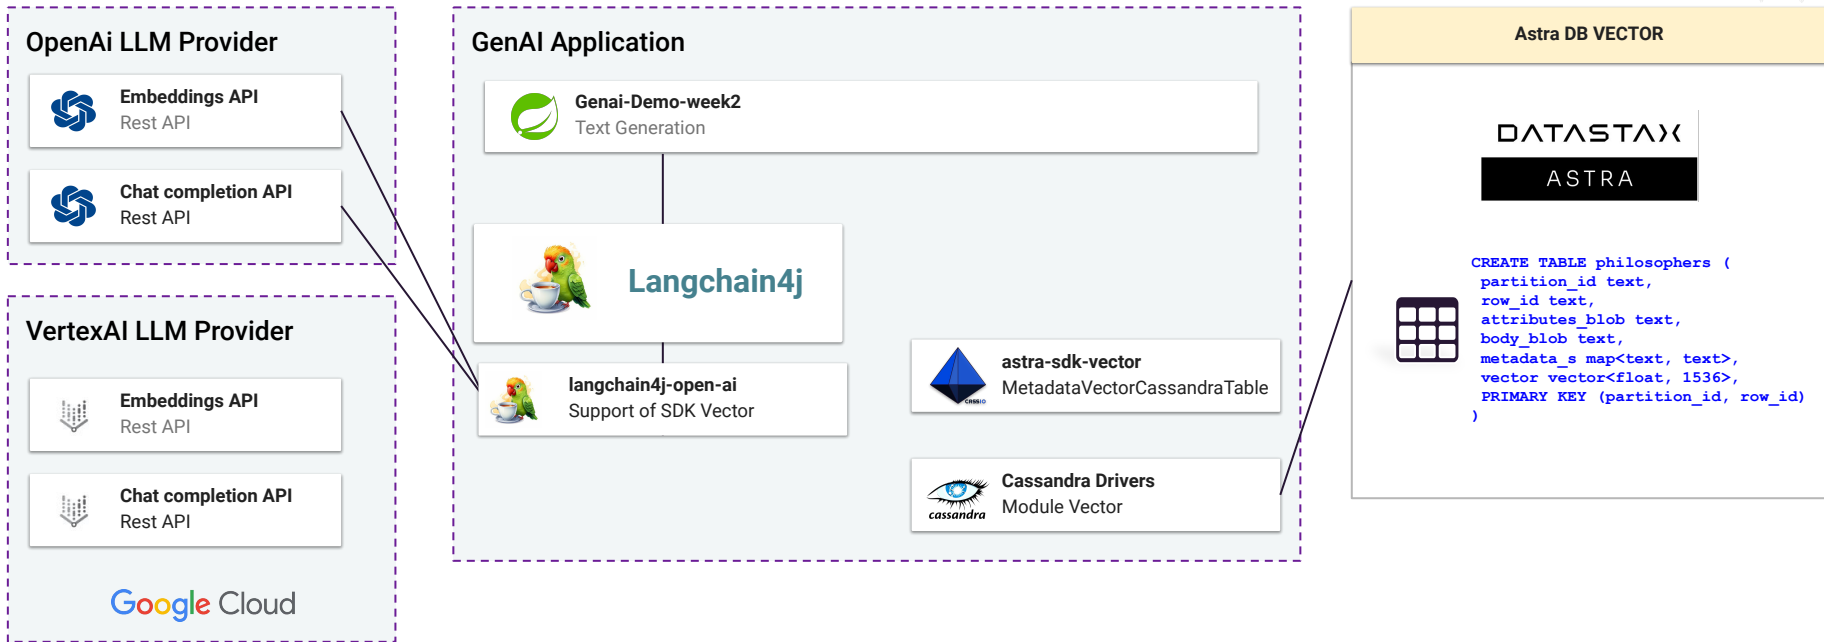 OpenAi LLM Provider
Embeddings API
Rest API
Chat completion API
Rest API
VertexAI LLM Provider
Embeddings API
Rest API
Chat completion API
Rest API
Google Cloud
GenAI Application
Genai-Demo-week2
Text Generation
Langchain4j
langchain4j-open-ai
Support of SDK Vector
CASSIO
astra-sdk-vector
MetadataVectorCassandraTable
cassandra
Cassandra Drivers
Module Vector
Astra DB VECTOR
DATASTAX
ASTRA
CREATE TABLE philosophers (
partition_id text,
row_id text,
attributes_blob text,
body_blob text,
metadata_s map<text, text>,
vector vector<float, 1536>,
PRIMARY KEY (partition_id, row_id)
)